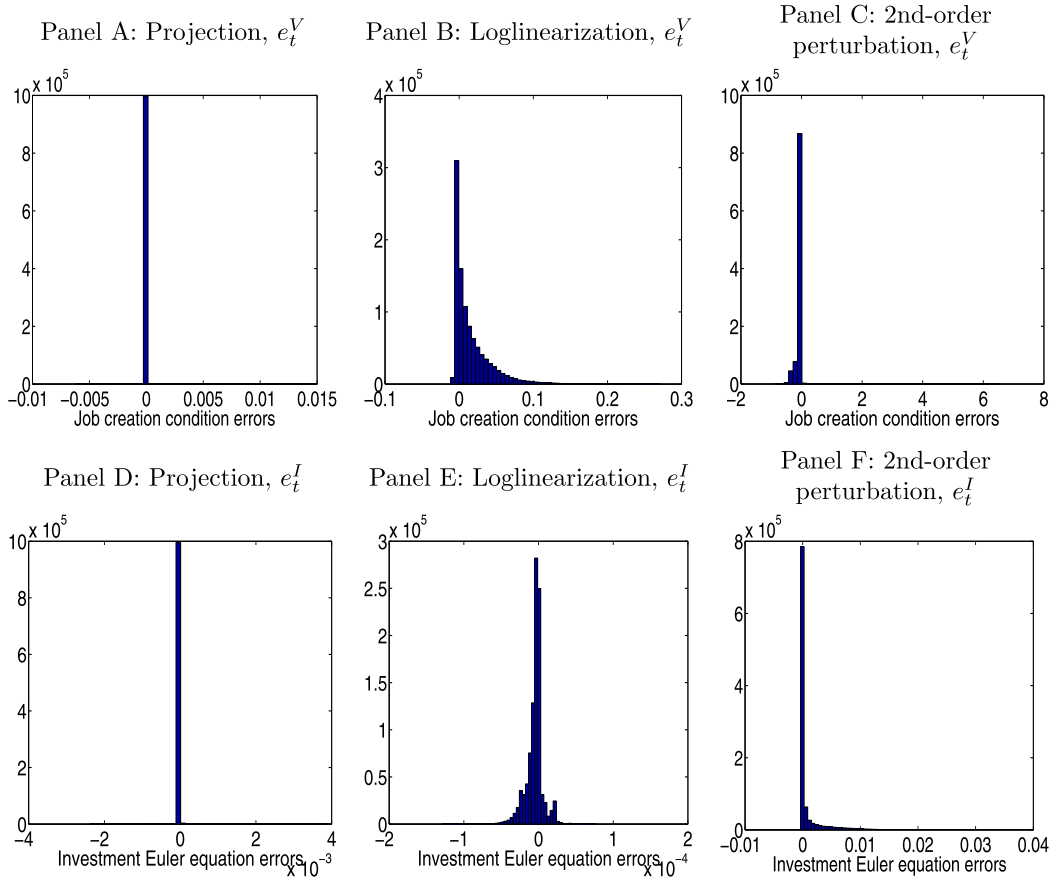 Panel A: Projection, e_t^V
x 10^5
10
8
6
4
2
0
−0.01 −0.005 0 0.005 0.010 0.015
Job creation condition errors
Panel B: Loglinearization, e_t^V
x 10^5
4
3
2
1
0
−0.1 0 0.1 0.2 0.3
Job creation condition errors
Panel C: 2nd-order
perturbation, e_t^V
x 10^5
10
8
6
4
2
0
−2 0 2 4 6 8
Job creation condition errors
Panel D: Projection, e_t^I
x 10^5
10
8
6
4
2
0
−4 −2 0 2 4
Investment Euler equation errors
x 10^−3
Panel E: Loglinearization, e_t^I
x 10^5
3
2.5
2
1.5
1
0.5
0
−2 −1 0 1 2
Investment Euler equation errors
x 10^−4
Panel F: 2nd-order
perturbation, e_t^I
x 10^5
8
6
4
2
0
−0.01 0 0.01 0.02 0.03 0.04
Investment Euler equation errors